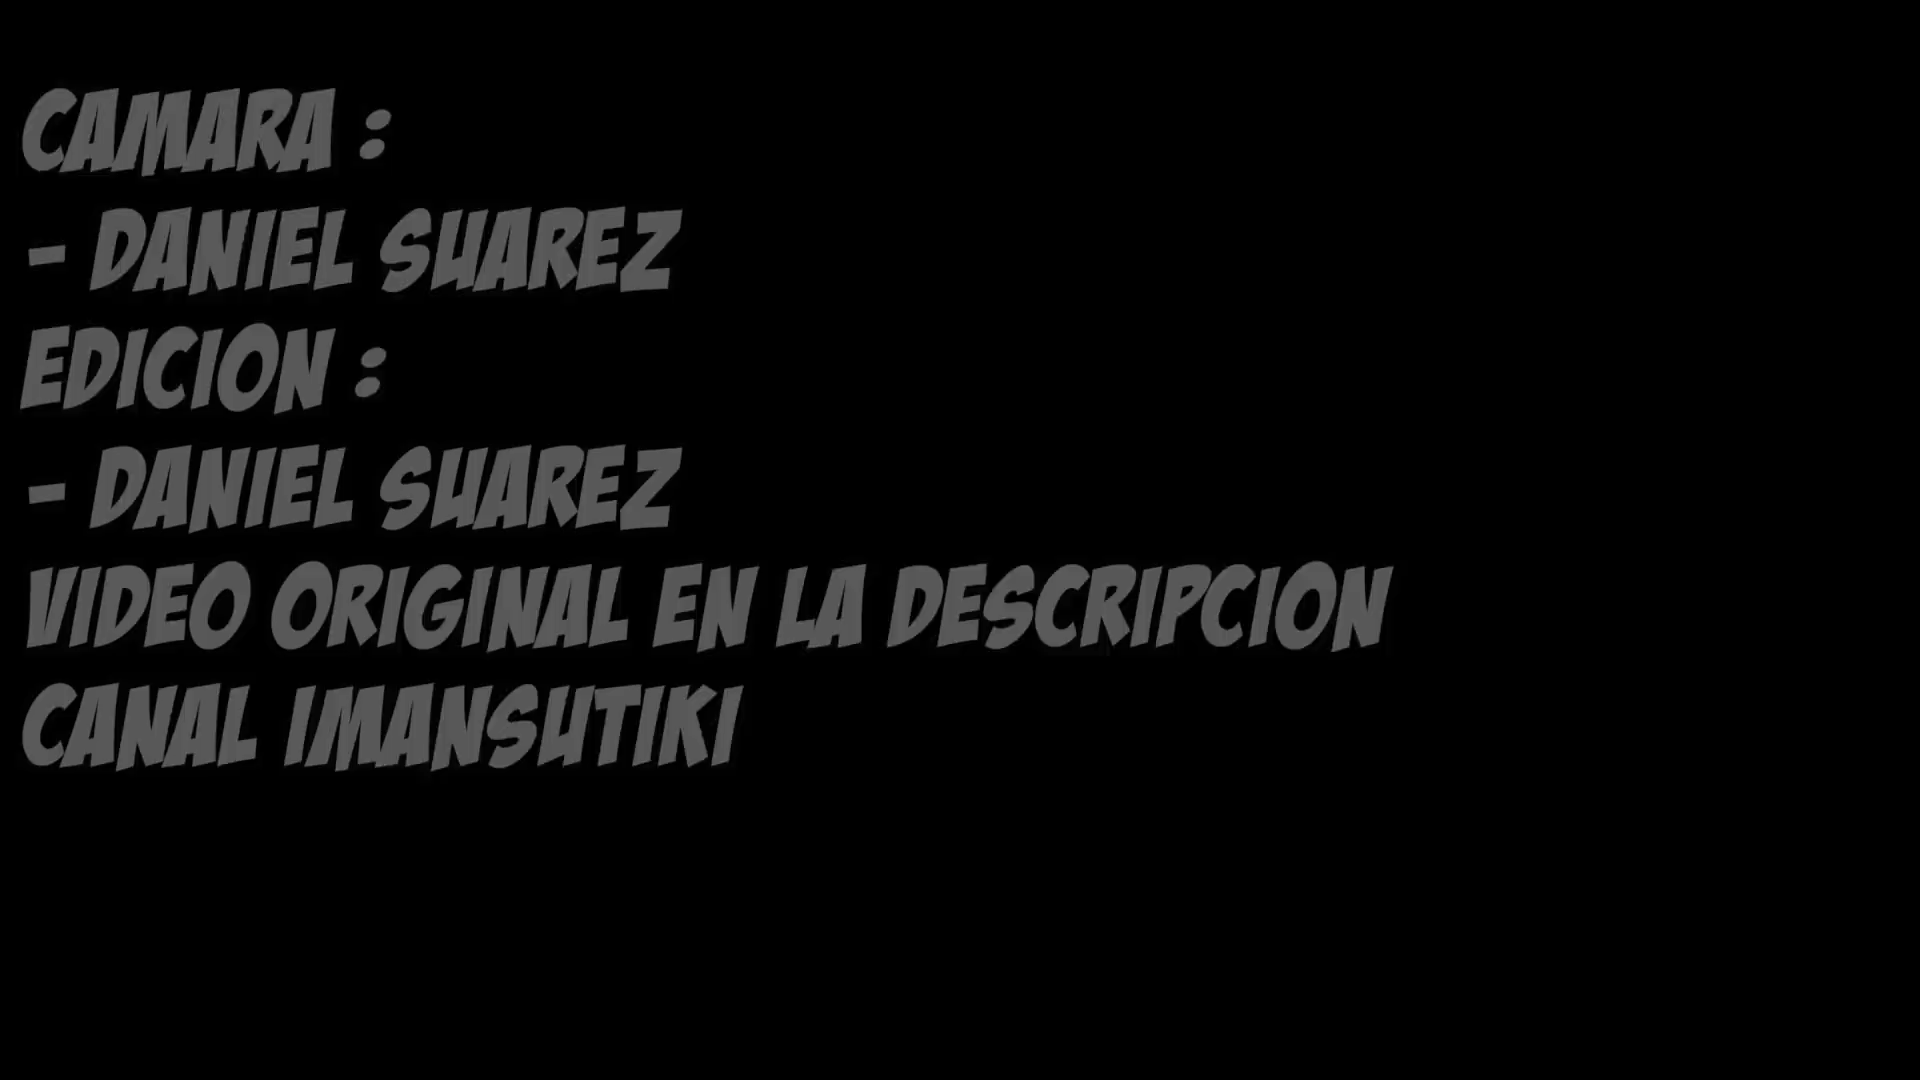 CAMARA :
- DANIEL SUAREZ
EDICION :
- DANIEL SUAREZ
VIDEO ORIGINAL EN LA DESCRIPCION
CANAL IMANSUTIKI